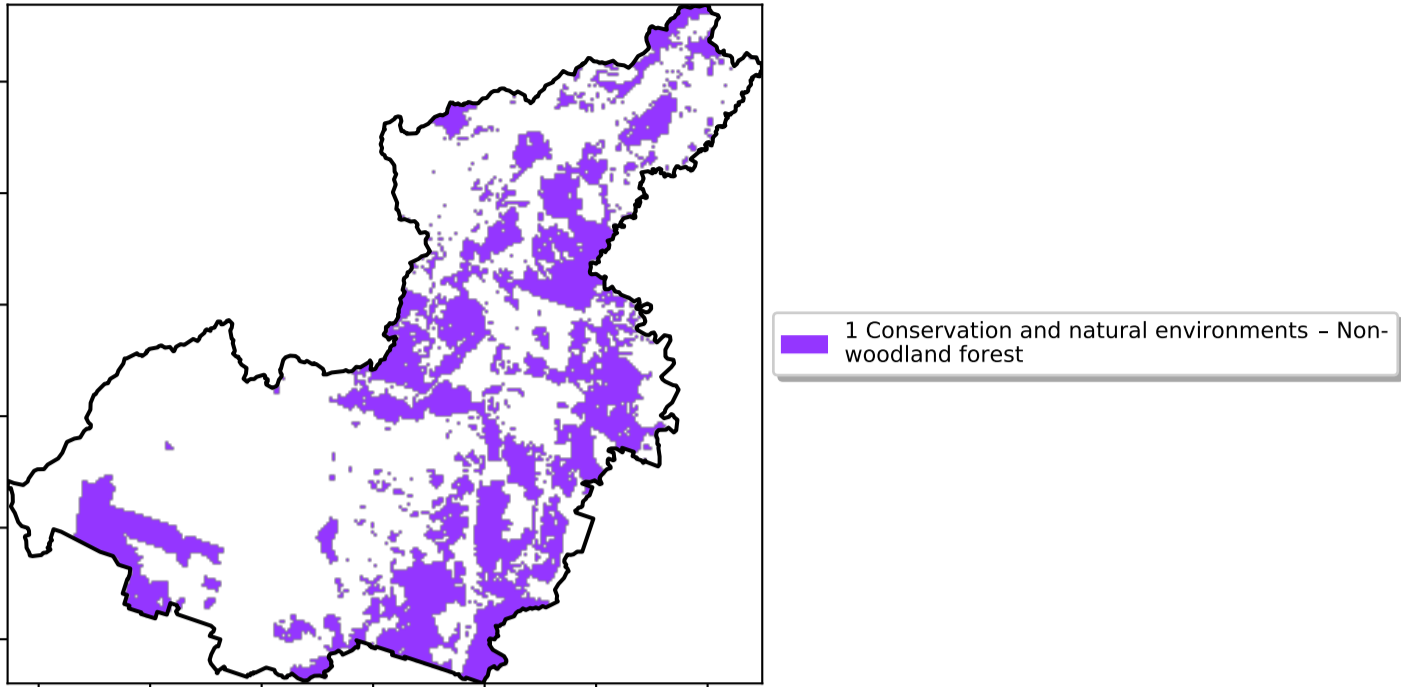 1 Conservation and natural environments – Non-
woodland forest